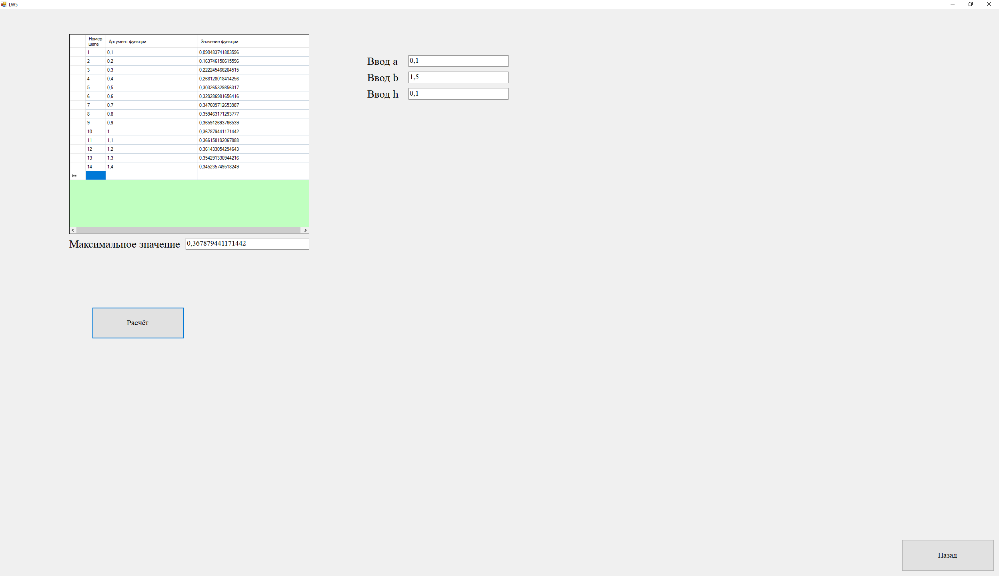 LW5
Номер шага Аргумент функции Значение функции
1 0,1 0,090483741803596
2 0,2 0,163746150615596
3 0,3 0,222245466204515
4 0,4 0,268128018414256
5 0,5 0,303265329856317
6 0,6 0,329286981656416
7 0,7 0,347609712653987
8 0,8 0,359463171293777
9 0,9 0,365912693766539
10 1 0,367879441171442
11 1,1 0,366158192067888
12 1,2 0,361433054294643
13 1,3 0,354291330944216
14 1,4 0,345235749518249
Максимальное значение 0,367879441171442
Ввод a 0,1
Ввод b 1,5
Ввод h 0,1
Расчёт
Назад